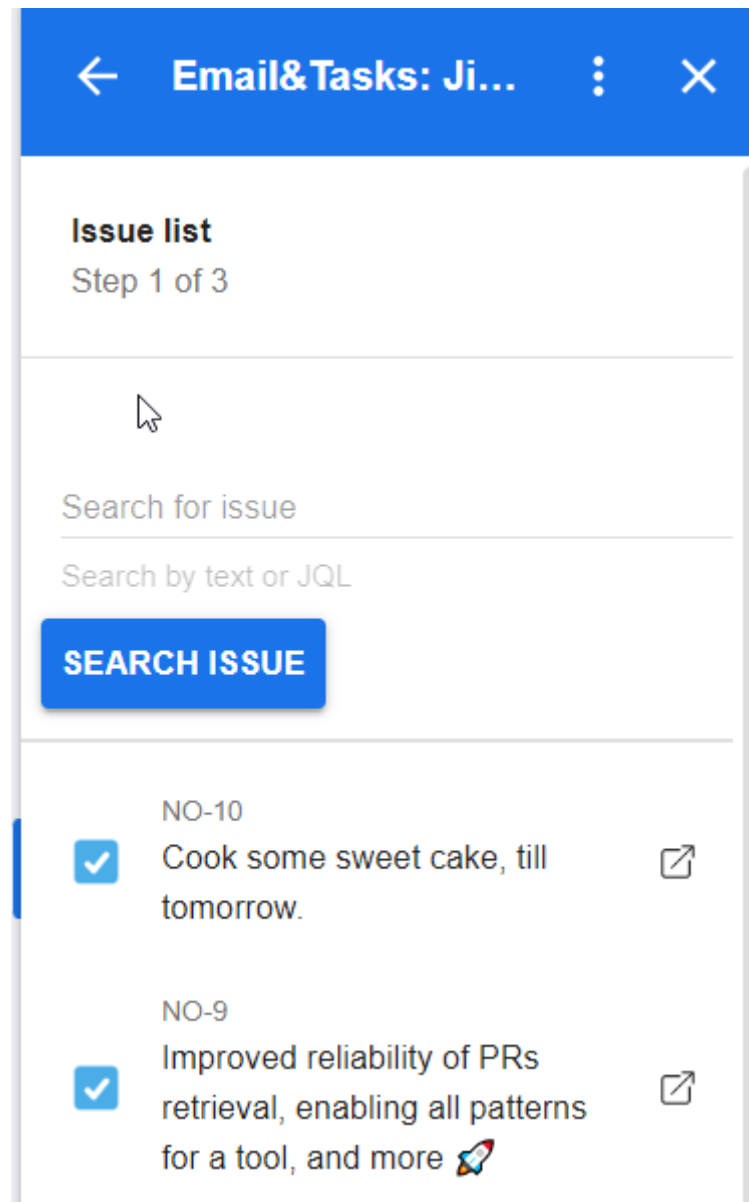 Email&Tasks: Ji...
Issue list
Step 1 of 3
Search for issue
Search by text or JQL
SEARCH ISSUE
NO-10
Cook some sweet cake, till
tomorrow.
NO-9
Improved reliability of PRs
retrieval, enabling all patterns
for a tool, and more 🚀